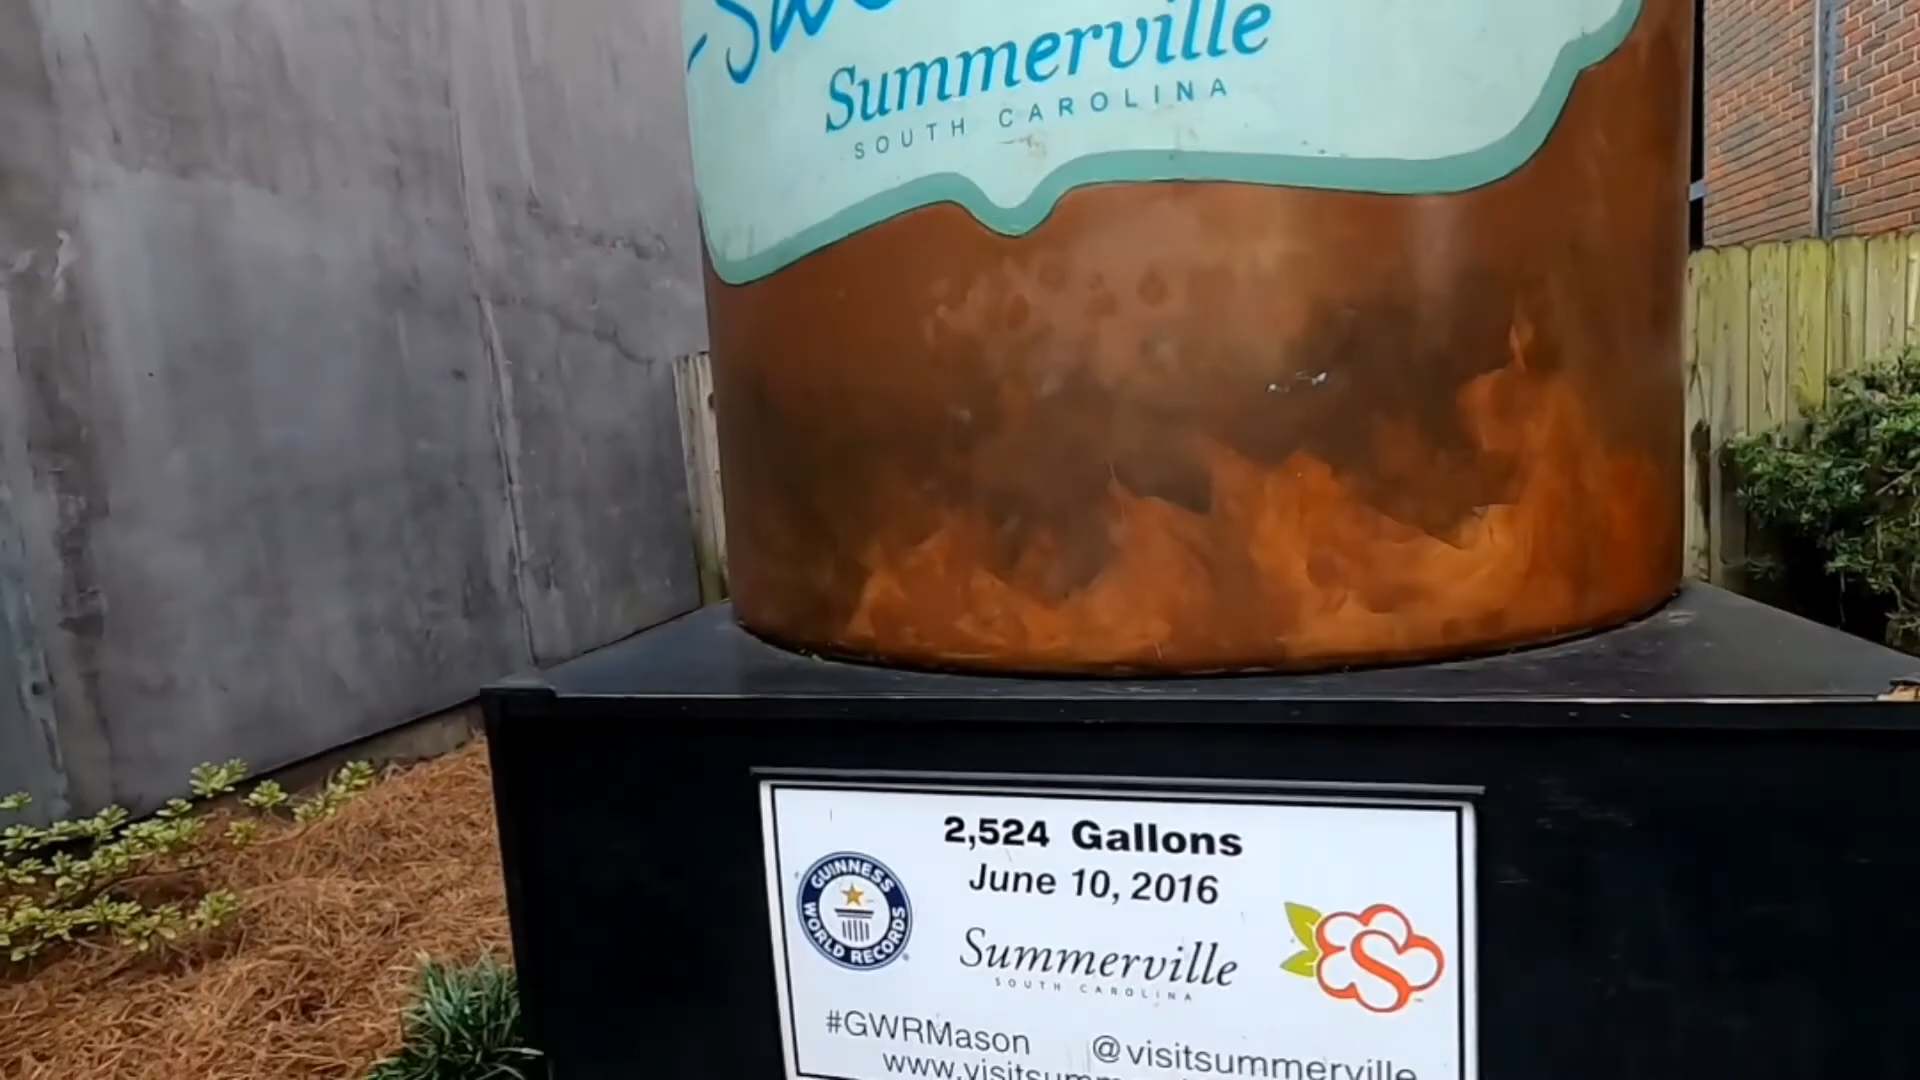 Summerville
SOUTH CAROLINA
2,524 Gallons
June 10, 2016
GUINNESS
WORLD RECORDS
Summerville
SOUTH CAROLINA
S
#GWRMason @visitsummerville